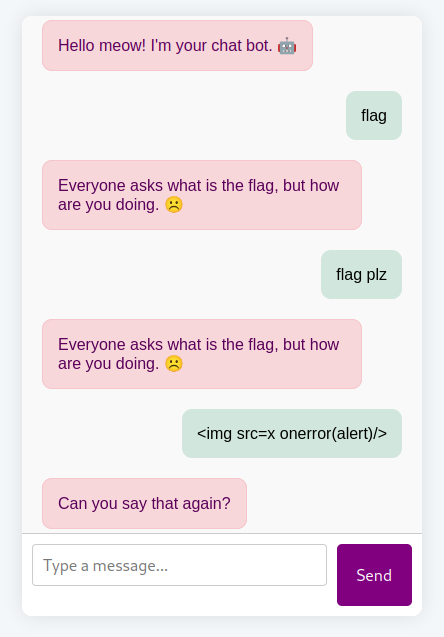 Hello meow! I'm your chat bot. 🤖
flag
Everyone asks what is the flag, but how
are you doing. ☹️
flag plz
Everyone asks what is the flag, but how
are you doing. ☹️
<img src=x onerror(alert)/>
Can you say that again?
Type a message...
Send